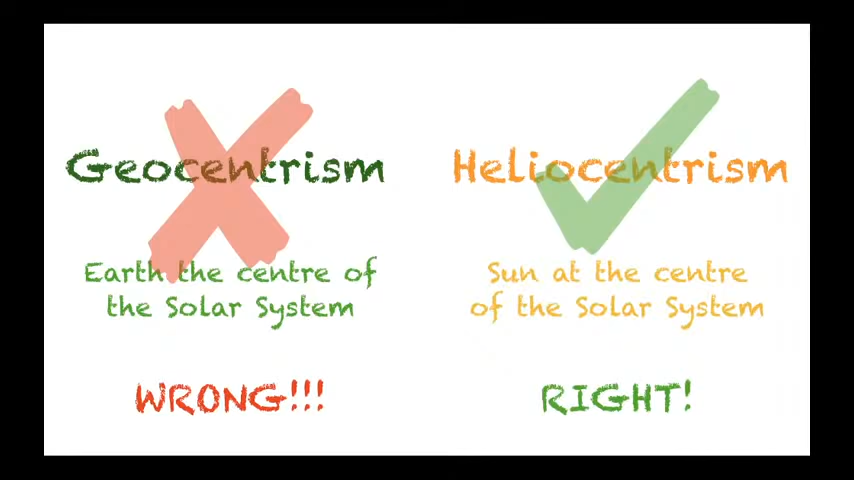 Geocentrism
Earth the centre of
the Solar System
WRONG!!!
Heliocentrism
Sun at the centre
of the Solar System
RIGHT!